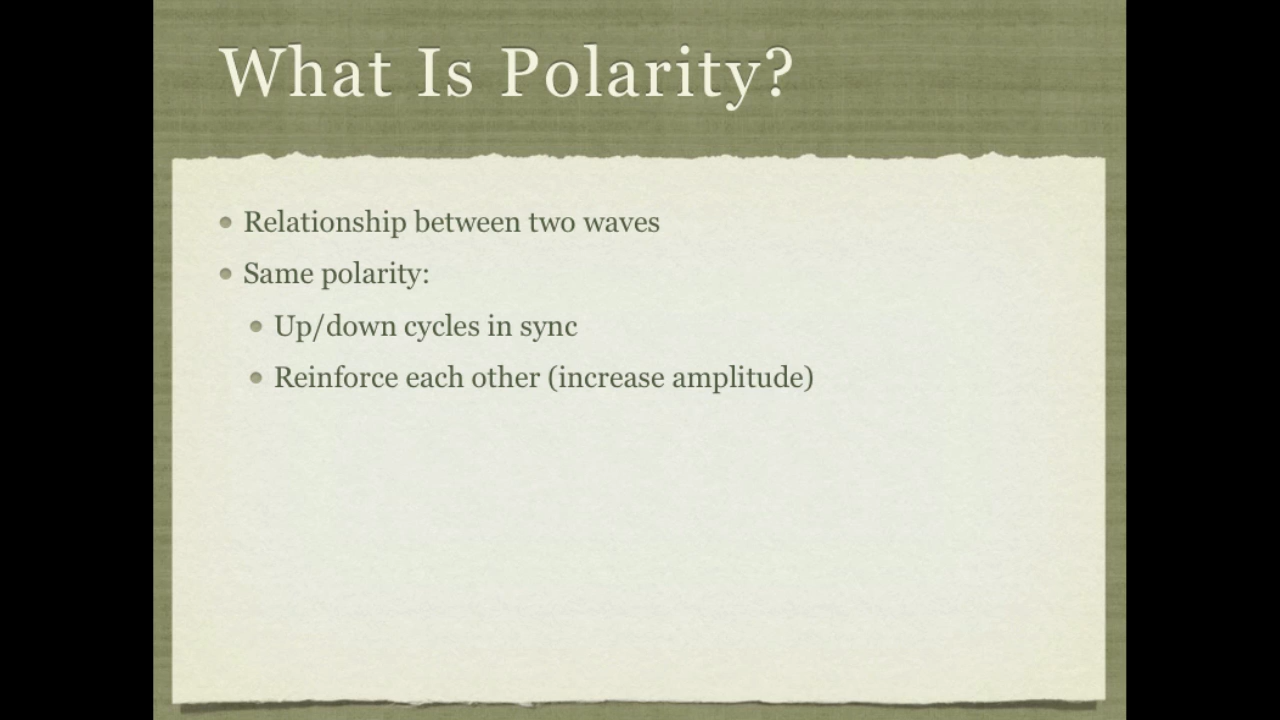 What Is Polarity?
• Relationship between two waves
• Same polarity:
• Up/down cycles in sync
• Reinforce each other (increase amplitude)